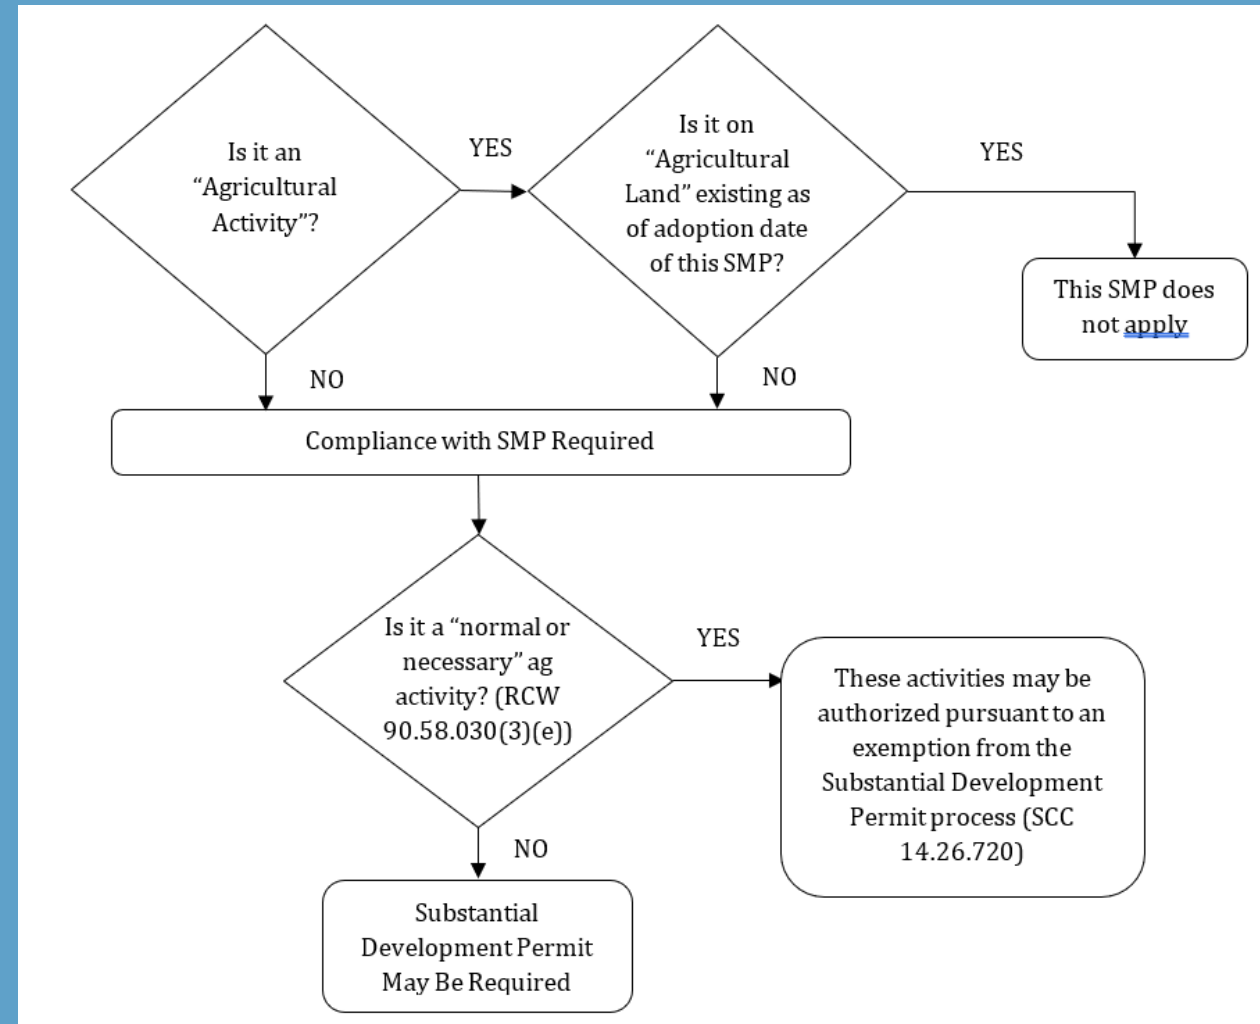 Is it an
“Agricultural
Activity”?
YES
Is it on
“Agricultural
Land” existing as
of adoption date
of this SMP?
YES
This SMP does
not apply
NO
NO
Compliance with SMP Required
Is it a “normal or
necessary” ag
activity? (RCW
90.58.030(3)(e))
YES
These activities may be
authorized pursuant to an
exemption from the
Substantial Development
Permit process (SCC
14.26.720)
NO
Substantial
Development Permit
May Be Required